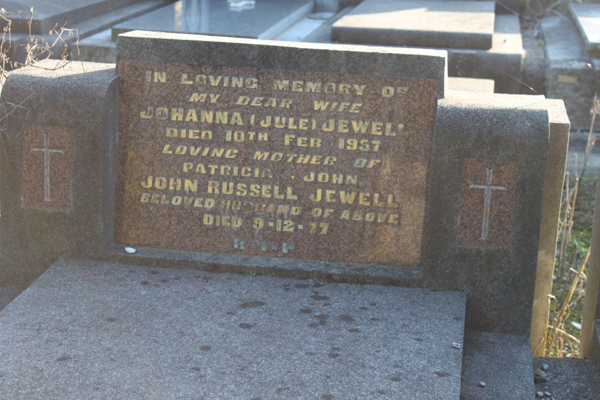 IN LOVING MEMORY OF
MY DEAR WIFE
JOHANNA (JULE) JEWELL
DIED 10TH FEB 1957
LOVING MOTHER OF
PATRICIA & JOHN.
JOHN RUSSELL JEWELL
BELOVED HUSBAND OF ABOVE
DIED 9-12-77
R-I-P